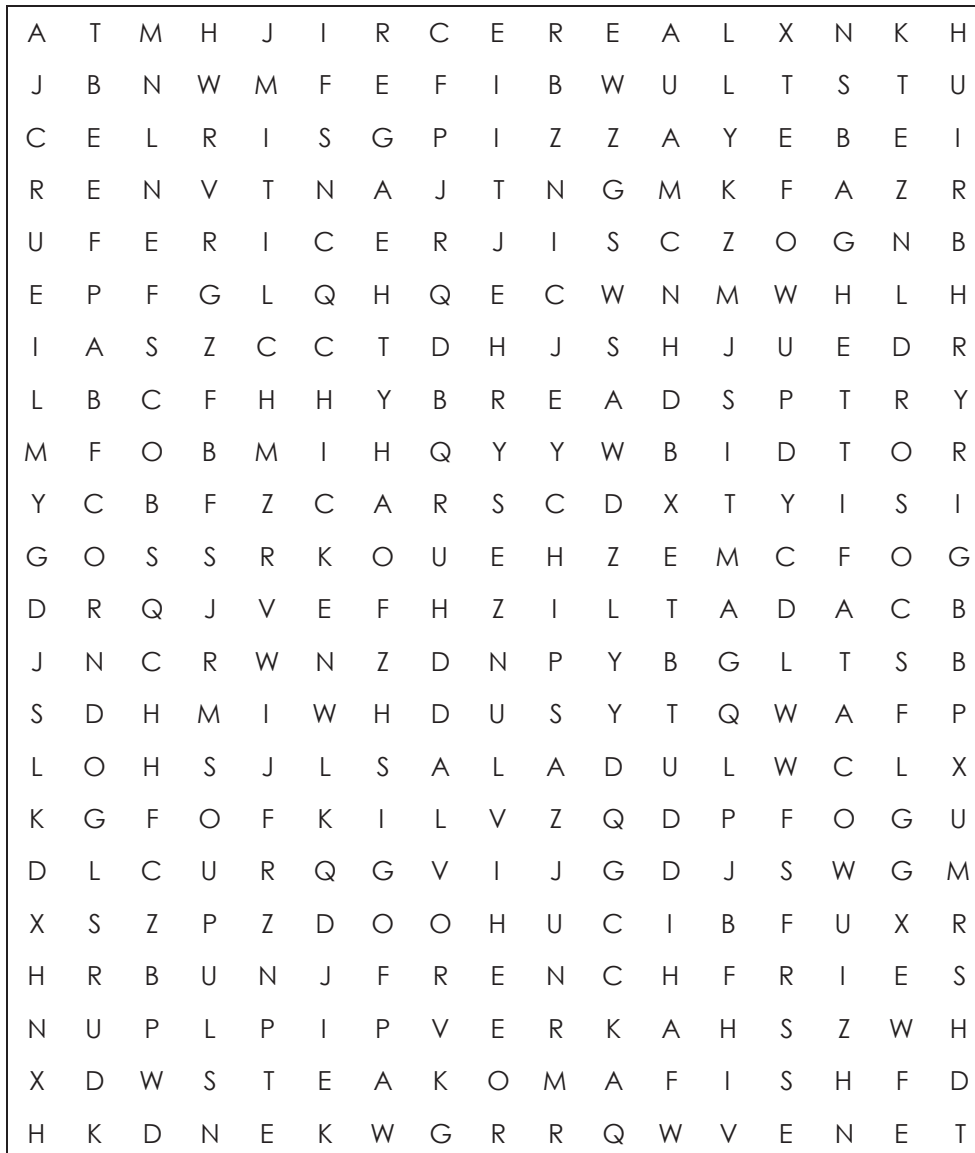 A T M H J I R C E R E A L X N K H
J B N W M F E F I B W U L T S T U
C E L R I S G P I Z Z A Y E B E I
R E N V T N A J T N G M K F A Z R
U F E R I C E R J I S C Z O G N B
E P F G L Q H Q E C W N M W H L H
I A S Z C C T D H J S H J U E D R
L B C F H H Y B R E A D S P T R Y
M F O B M I H Q Y Y W B I D T O R
Y C B F Z C A R S C D X T Y I S I
G O S S R K O U E H Z E M C F O G
D R Q J V E F H Z I L T A D A C B
J N C R W N Z D N P Y B G L T S B
S D H M I W H D U S Y T Q W A F P
L O H S J L S A L A D U L W C L X
K G F O F K I L V Z Q D P F O G U
D L C U R Q G V I J G D J S W G M
X S Z P Z D O O H U C I B F U X R
H R B U N J F R E N C H F R I E S
N U P L P I P V E R K A H S Z W H
X D W S T E A K O M A F I S H F D
H K D N E K W G R R Q W V E N E T